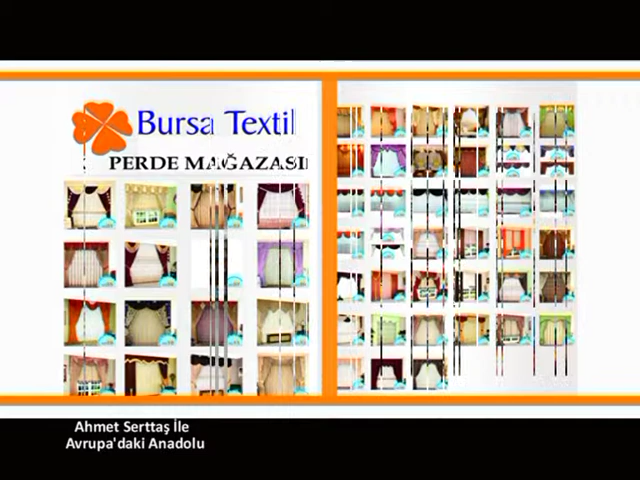 Bursa Textil
PERDE MAĞAZASI
Ahmet Serttaş İle
Avrupa'daki Anadolu